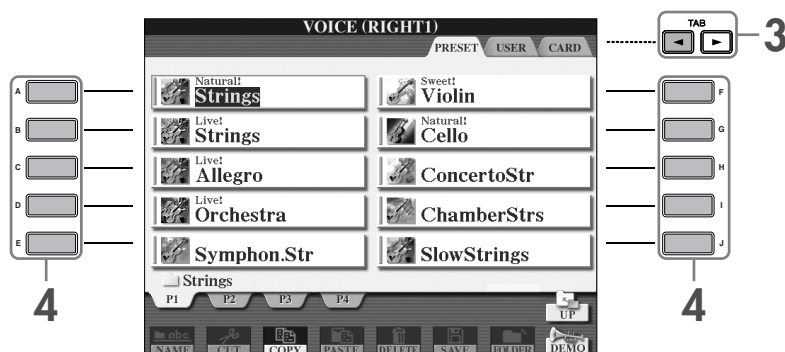 VOICE (RIGHT1)
TAB
3
PRESET USER CARD
A
Natural!
Strings
Sweet!
Violin
F
B
Live!
Strings
Natural!
Cello
G
C
Live!
Allegro
ConcertoStr
H
D
Live!
Orchestra
ChamberStrs
I
E
Symphon.Str
SlowStrings
J
Strings
4
P1 P2 P3 P4
UP
4
abc
NAME CUT COPY PASTE DELETE SAVE FOLDER DEMO